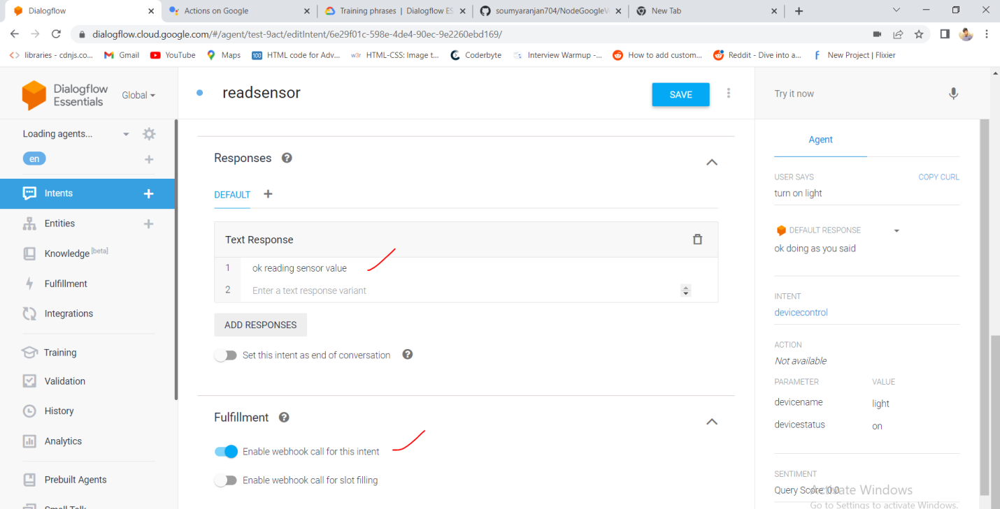 Dialogflow
Actions on Google
Training phrases | Dialogflow ES
soumyaranjan704/NodeGoogleV
New Tab
dialogflow.cloud.google.com/#/agent/test-9act/editIntent/6e29f01c-598e-4de4-90ec-9e2260ebd169/
libraries - cdnjs.co...
Gmail
YouTube
Maps
100
HTML code for Adv...
w3r
HTML-CSS: Image t...
Coderbyte
Interview Warmup -...
How to add custom...
Reddit - Dive into a...
New Project | Flixier
Dialogflow
Essentials
Global
Loading agents...
en
Intents
Entities
Knowledge [beta]
Fulfillment
Integrations
Training
Validation
History
Analytics
Prebuilt Agents
Small Talk
readsensor
SAVE
Responses
DEFAULT
Text Response
1 ok reading sensor value
2 Enter a text response variant
ADD RESPONSES
Set this intent as end of conversation
Fulfillment
Enable webhook call for this intent
Enable webhook call for slot filling
Try it now
Agent
USER SAYS
COPY CURL
turn on light
DEFAULT RESPONSE
ok doing as you said
INTENT
devicecontrol
ACTION
Not available
PARAMETER
VALUE
devicename
light
devicestatus
on
SENTIMENT
Query Score 0.0
Activate Windows
Go to Settings to activate Windows.